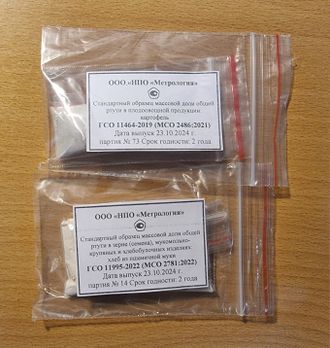 ООО «НПО «Метрология»
Стандартный образец массовой доли общей
ртути в плодоовощной продукции
картофель
ГСО 11464-2019 (МСО 2486:2021)
Дата выпуск 23.10.2024 г.
партия № 73 Срок годности: 2 года
ООО «НПО «Метрология»
Стандартный образец массовой доли общей
ртути в зерне (семена), мукомольно-
крупяных и хлебобулочных изделиях
хлеб из пшеничной муки
ГСО 11995-2022 (МСО 2781:2022)
Дата выпуск 23.10.2024 г.
партия № 14 Срок годности: 2 года